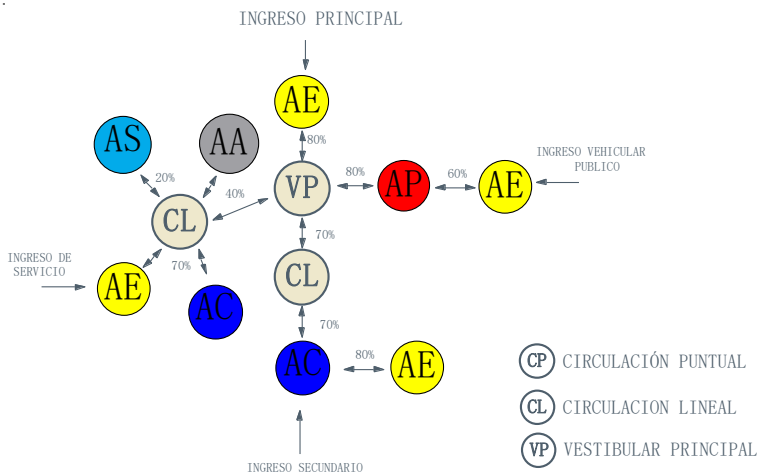 INGRESO PRINCIPAL
AE
80%
AS
AA
20%
40%
VP
80%
AP
60%
AE
INGRESO VEHICULAR
PUBLICO
CL
INGRESO DE
SERVICIO
AE
70%
AC
70%
CL
70%
AC
80%
AE
INGRESO SECUNDARIO
CP CIRCULACIÓN PUNTUAL
CL CIRCULACION LINEAL
VP VESTIBULAR PRINCIPAL